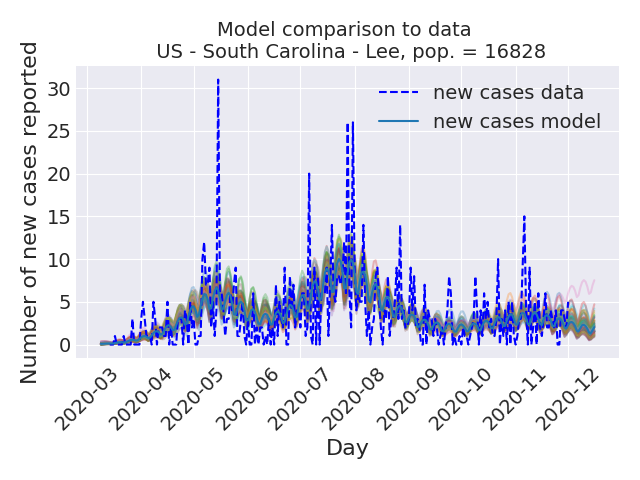 Model comparison to data
US - South Carolina - Lee, pop. = 16828
Number of new cases reported
30
25
20
15
10
5
0
new cases data
new cases model
2020-03
2020-04
2020-05
2020-06
2020-07
2020-08
2020-09
2020-10
2020-11
2020-12
Day